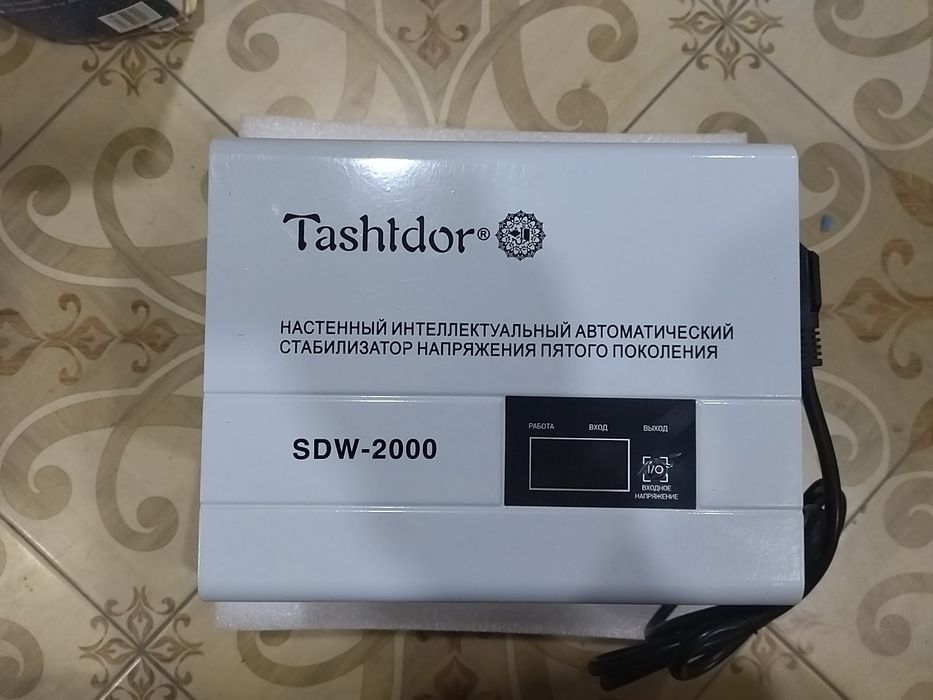 Tashtdor®
НАСТЕННЫЙ ИНТЕЛЛЕКТУАЛЬНЫЙ АВТОМАТИЧЕСКИЙ
СТАБИЛИЗАТОР НАПРЯЖЕНИЯ ПЯТОГО ПОКОЛЕНИЯ
SDW-2000
РАБОТА ВХОД ВЫХОД
I/O
ВХОДНОЕ
НАПРЯЖЕНИЕ